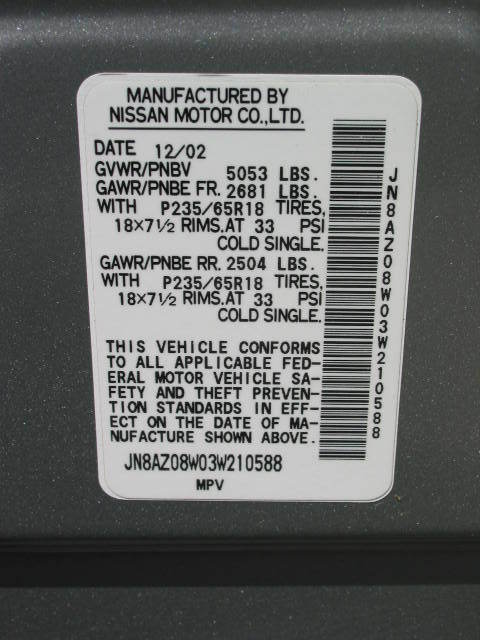 MANUFACTURED BY
NISSAN MOTOR CO.,LTD.
DATE 12/02
GVWR/PNBV 5053 LBS.
GAWR/PNBE FR. 2681 LBS.
WITH P235/65R18 TIRES,
18×7½ RIMS.AT 33 PSI
COLD SINGLE.
GAWR/PNBE RR. 2504 LBS.
WITH P235/65R18 TIRES,
18×7½ RIMS.AT 33 PSI
COLD SINGLE.
THIS VEHICLE CONFORMS
TO ALL APPLICABLE FED-
ERAL MOTOR VEHICLE SA-
FETY AND THEFT PREVEN-
TION STANDARDS IN EFF-
ECT ON THE DATE OF MA-
NUFACTURE SHOWN ABOVE.
JN8AZ08W03W210588
MPV
JN8AZ08W03W210588